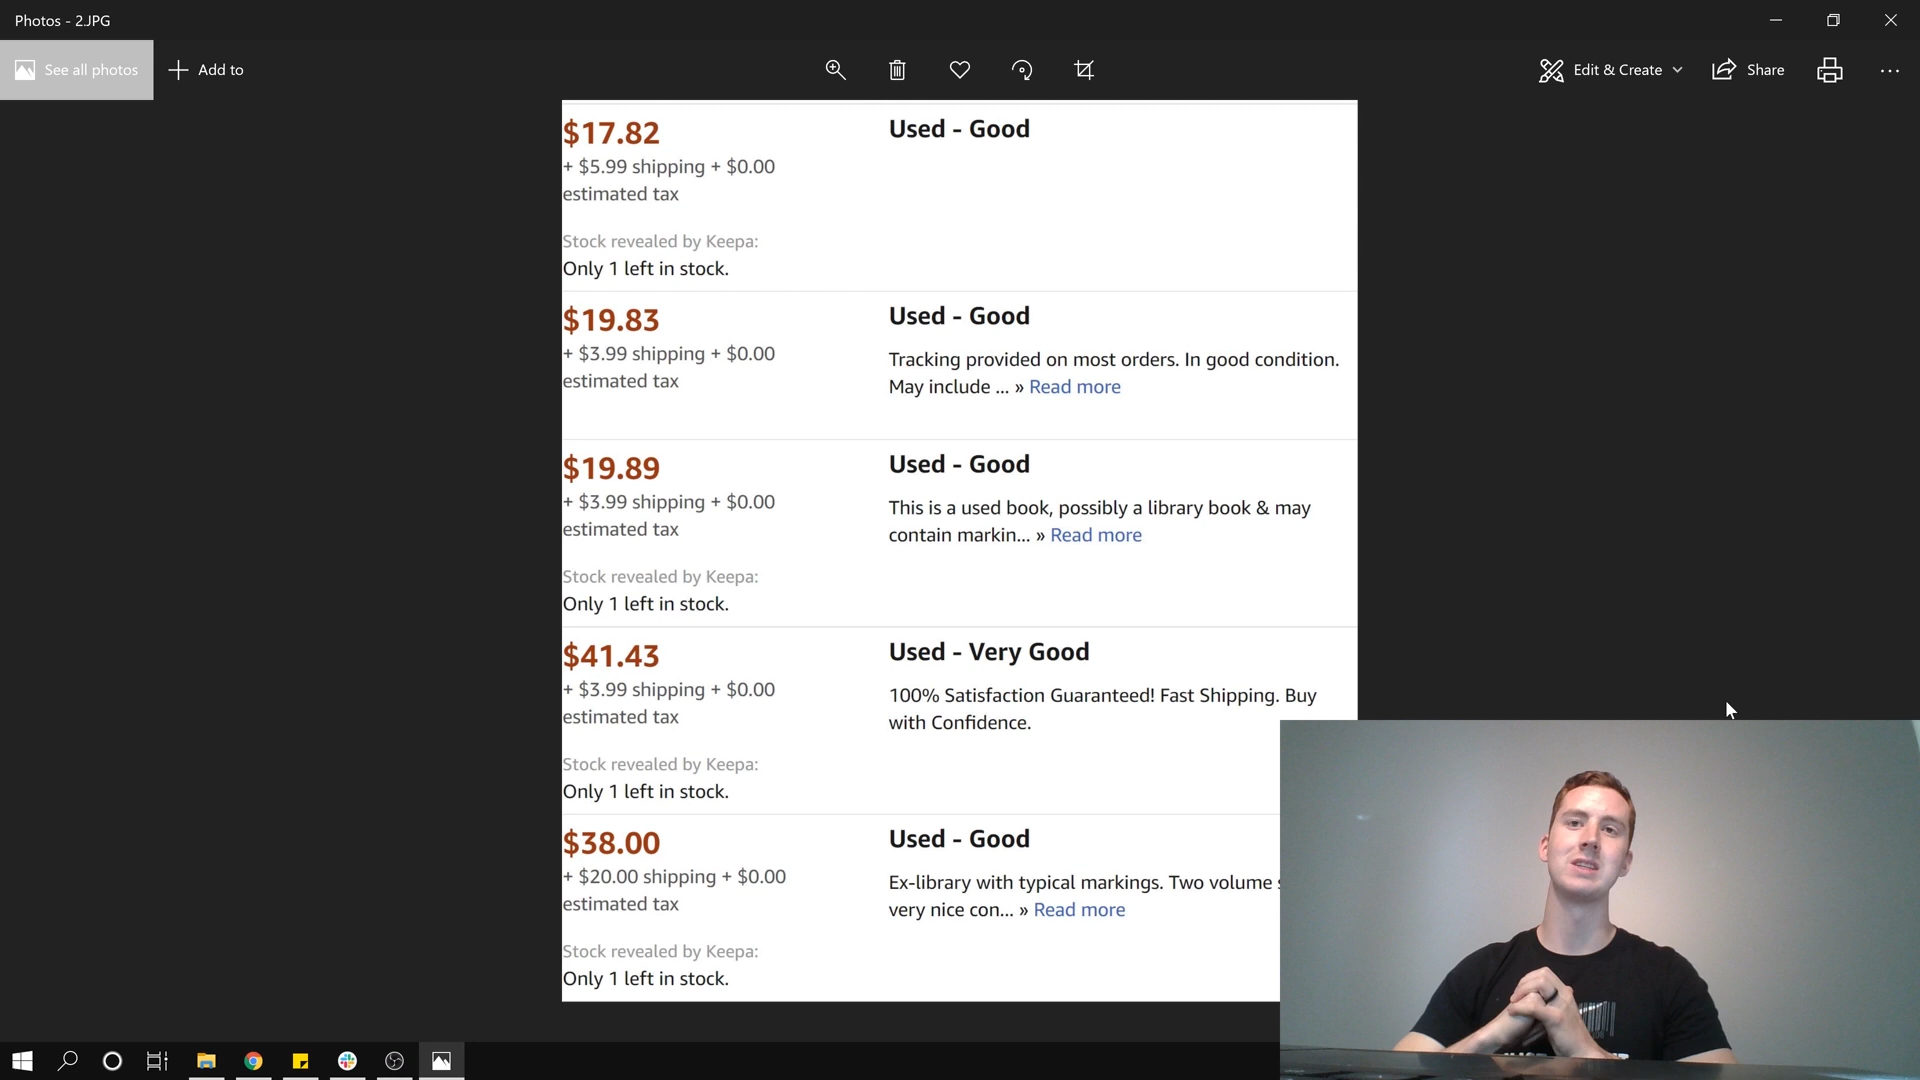 Photos - 2.JPG
See all photos
Add to
Edit & Create
Share
$17.82
+ $5.99 shipping + $0.00
estimated tax
Stock revealed by Keepa:
Only 1 left in stock.
Used - Good
$19.83
+ $3.99 shipping + $0.00
estimated tax
Used - Good
Tracking provided on most orders. In good condition.
May include ... » Read more
$19.89
+ $3.99 shipping + $0.00
estimated tax
Stock revealed by Keepa:
Only 1 left in stock.
Used - Good
This is a used book, possibly a library book & may
contain markin... » Read more
$41.43
+ $3.99 shipping + $0.00
estimated tax
Stock revealed by Keepa:
Only 1 left in stock.
Used - Very Good
100% Satisfaction Guaranteed! Fast Shipping. Buy
with Confidence.
$38.00
+ $20.00 shipping + $0.00
estimated tax
Stock revealed by Keepa:
Only 1 left in stock.
Used - Good
Ex-library with typical markings. Two volume
very nice con... » Read more